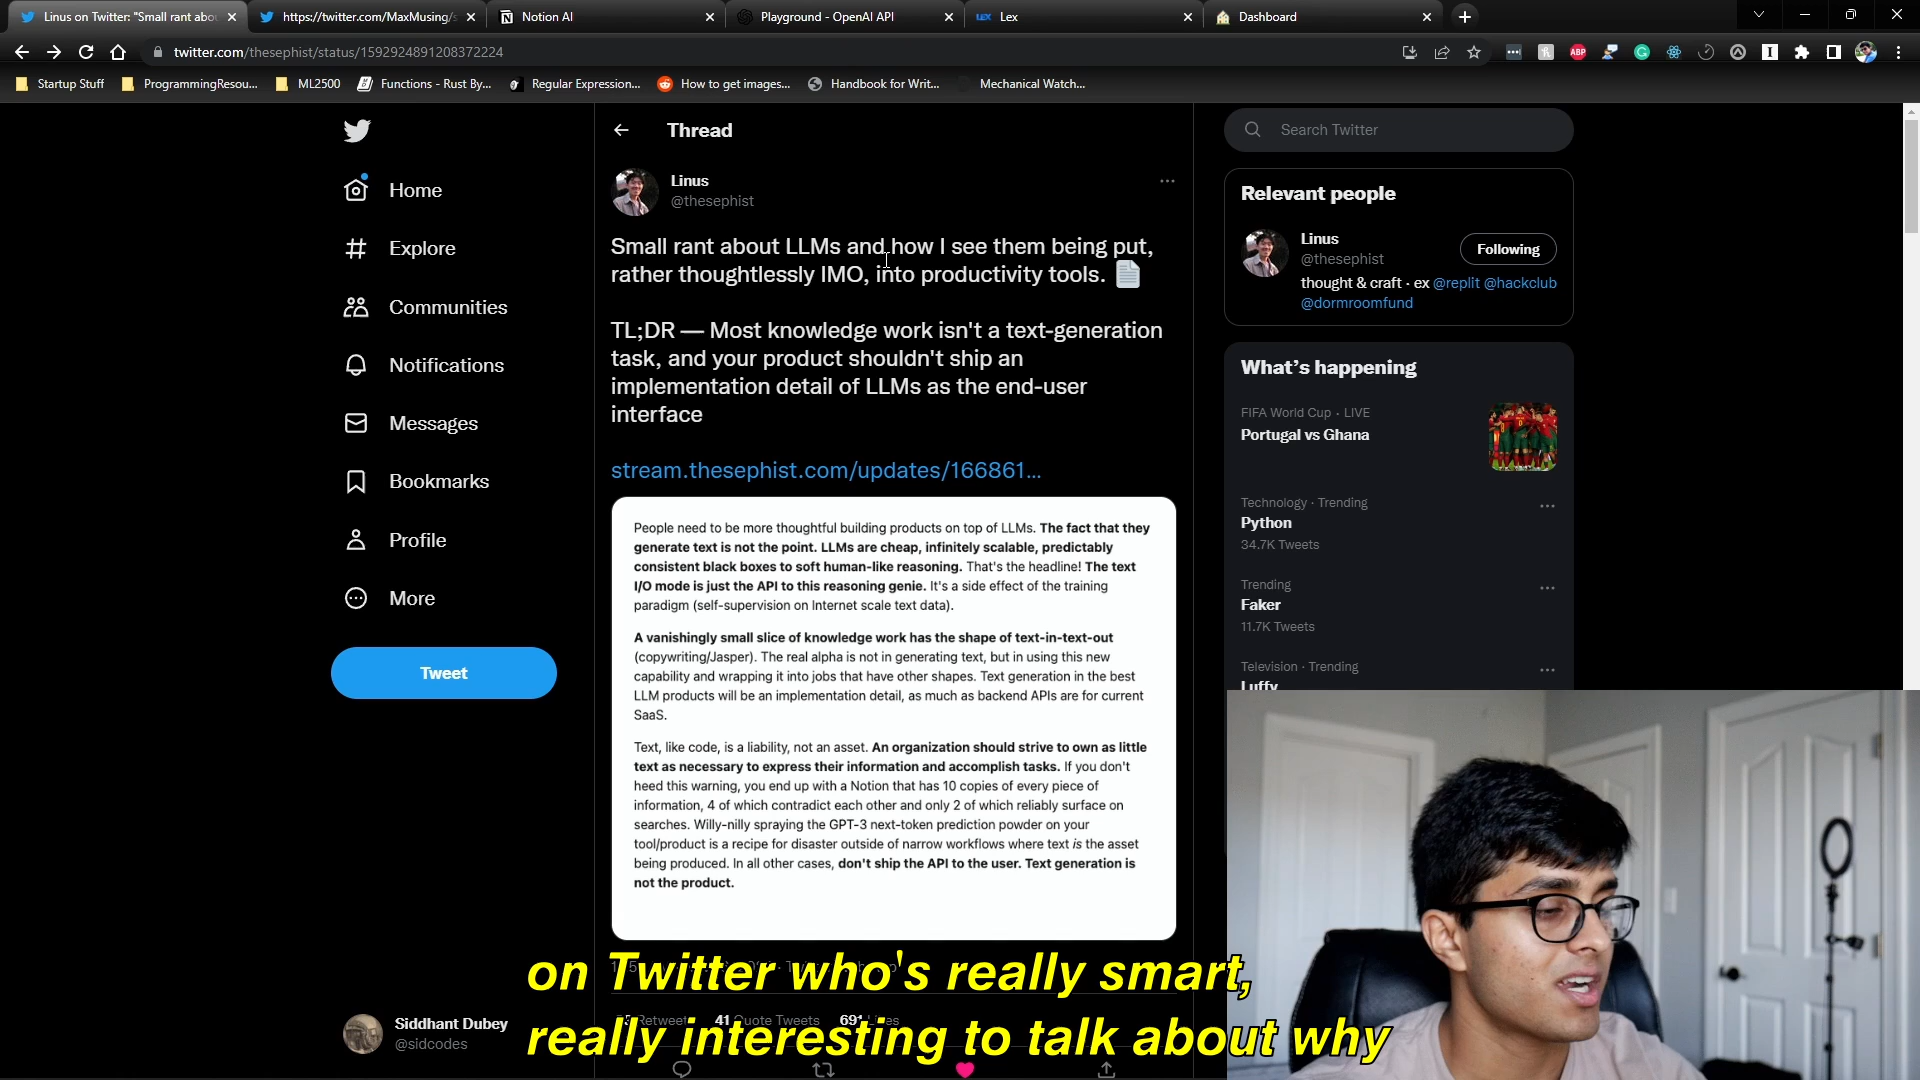 Linus on Twitter: "Small rant abou
https://twitter.com/MaxMusing/s
Notion AI
Playground - OpenAI API
Lex
Dashboard
twitter.com/thesephist/status/1592924891208372224
Startup Stuff
ProgrammingResou...
ML2500
Functions - Rust By...
Regular Expression...
How to get images...
Handbook for Writ...
Mechanical Watch...
Home
Explore
Communities
Notifications
Messages
Bookmarks
Profile
More
Tweet
Siddhant Dubey
@sidcodes
Thread
Linus
@thesephist
Small rant about LLMs and how I see them being put,
rather thoughtlessly IMO, into productivity tools.
TL;DR — Most knowledge work isn't a text-generation
task, and your product shouldn't ship an
implementation detail of LLMs as the end-user
interface
stream.thesephist.com/updates/166861...
People need to be more thoughtful building products on top of LLMs. The fact that they
generate text is not the point. LLMs are cheap, infinitely scalable, predictably
consistent black boxes to soft human-like reasoning. That's the headline! The text
I/O mode is just the API to this reasoning genie. It's a side effect of the training
paradigm (self-supervision on Internet scale text data).
A vanishingly small slice of knowledge work has the shape of text-in-text-out
(copywriting/Jasper). The real alpha is not in generating text, but in using this new
capability and wrapping it into jobs that have other shapes. Text generation in the best
LLM products will be an implementation detail, as much as backend APIs are for current
SaaS.
Text, like code, is a liability, not an asset. An organization should strive to own as little
text as necessary to express their information and accomplish tasks. If you don't
heed this warning, you end up with a Notion that has 10 copies of every piece of
information, 4 of which contradict each other and only 2 of which reliably surface on
searches. Willy-nilly spraying the GPT-3 next-token prediction powder on your
tool/product is a recipe for disaster outside of narrow workflows where text is the asset
being produced. In all other cases, don't ship the API to the user. Text generation is
not the product.
41 Quote Tweets
Search Twitter
Relevant people
Linus
@thesephist
Following
thought & craft · ex @replit @hackclub
@dormroomfund
What's happening
FIFA World Cup · LIVE
Portugal vs Ghana
Technology · Trending
Python
34.7K Tweets
Trending
Faker
11.7K Tweets
Television · Trending
Luffy
on Twitter who's really smart,
really interesting to talk about why